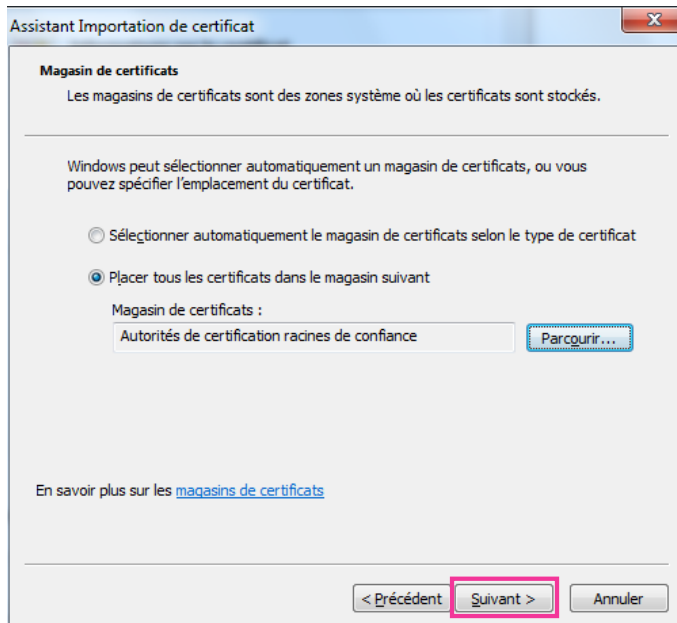 Assistant Importation de certificat
Magasin de certificats
Les magasins de certificats sont des zones système où les certificats sont stockés.
Windows peut sélectionner automatiquement un magasin de certificats, ou vous
pouvez spécifier l'emplacement du certificat.
Sélectionner automatiquement le magasin de certificats selon le type de certificat
Placer tous les certificats dans le magasin suivant
Magasin de certificats :
Autorités de certification racines de confiance
Parcourir...
En savoir plus sur les magasins de certificats
< Précédent
Suivant >
Annuler